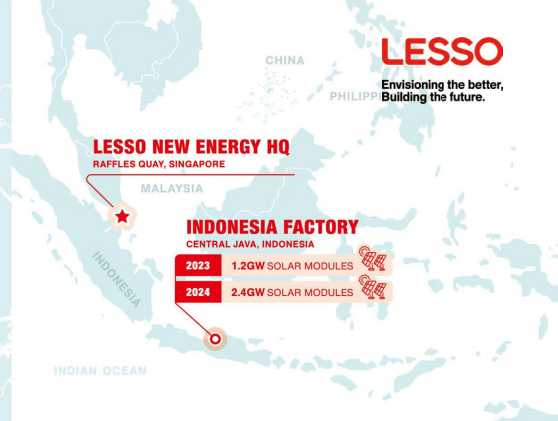 LESSO
Envisioning the better,
Building the future.
CHINA
PHILIPPI
LESSO NEW ENERGY HQ
RAFFLES QUAY, SINGAPORE
MALAYSIA
INDONESIA FACTORY
CENTRAL JAVA, INDONESIA
2023 1.2GW SOLAR MODULES
2024 2.4GW SOLAR MODULES
INDONESIA
INDIAN OCEAN